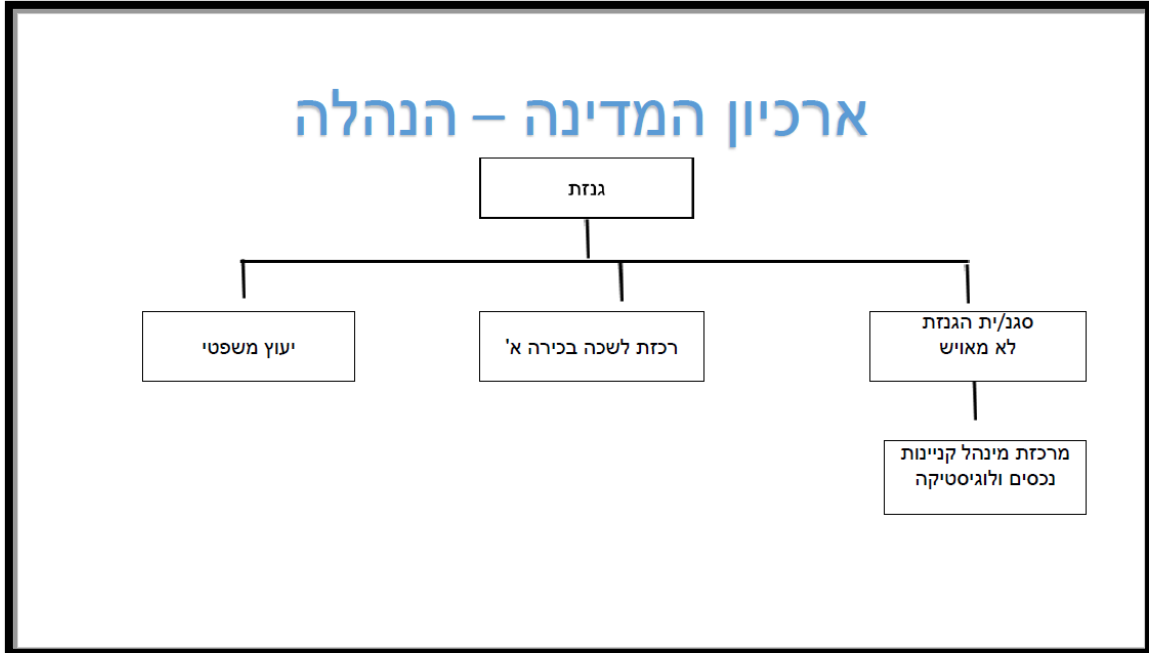 ארכיון המדינה – הנהלה
גנזת
סגנ/ית הגנזת
לא מאויש
רכזת לשכה בכירה א'
יעוץ משפטי
מרכזת מינהל קניינות
נכסים ולוגיסטיקה